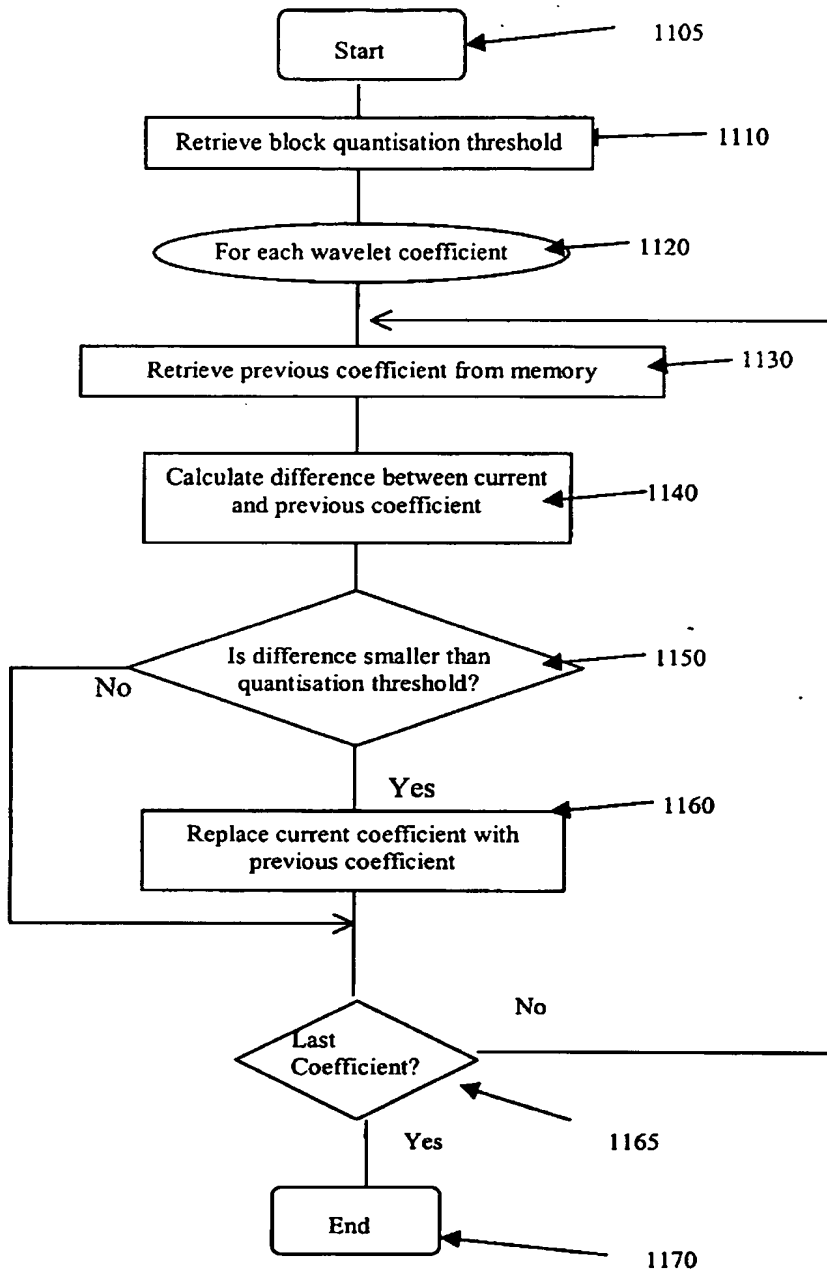 Start
1105
Retrieve block quantisation threshold
1110
For each wavelet coefficient
1120
Retrieve previous coefficient from memory
1130
Calculate difference between current
and previous coefficient
1140
Is difference smaller than
quantisation threshold?
1150
No
Yes
Replace current coefficient with
previous coefficient
1160
No
Last
Coefficient?
1165
Yes
End
1170